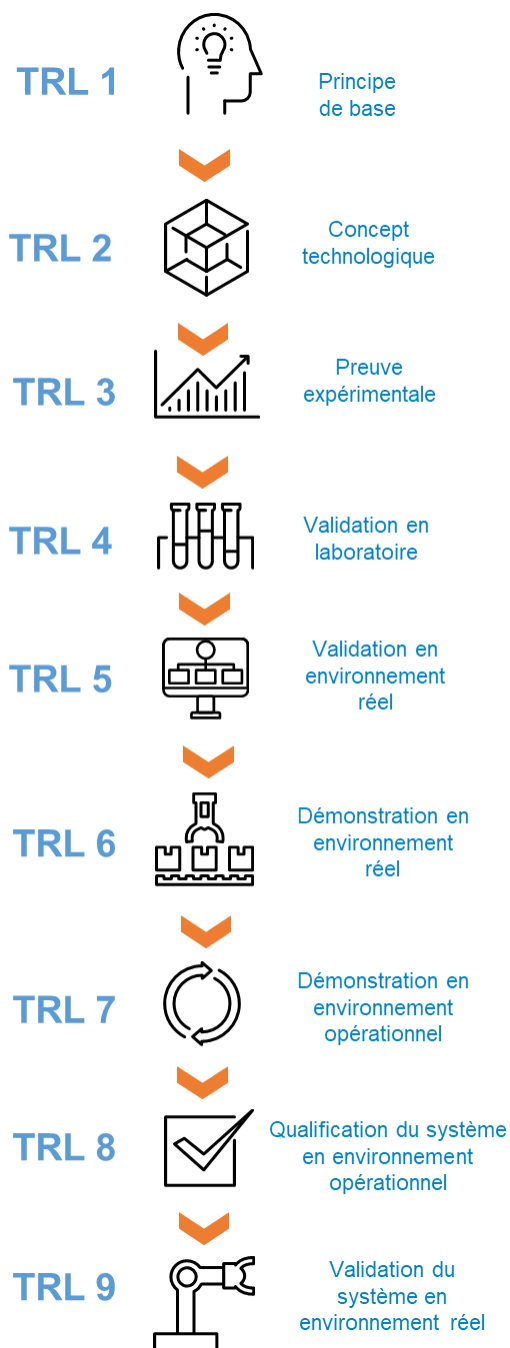 TRL 1
Principe
de base
TRL 2
Concept
technologique
TRL 3
Preuve
expérimentale
TRL 4
Validation en
laboratoire
TRL 5
Validation en
environnement
réel
TRL 6
Démonstration en
environnement
réel
TRL 7
Démonstration en
environnement
opérationnel
TRL 8
Qualification du système
en environnement
opérationnel
TRL 9
Validation du
système en
environnement réel